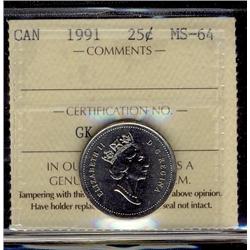 CAN 1991 25¢ MS-64
COMMENTS
CERTIFICATION NO.
GK
IN OU S A
GENU EM.
Tampering with this above opinion.
Have holder repla seal not intact.
ELIZABETH II D·G·REGINA